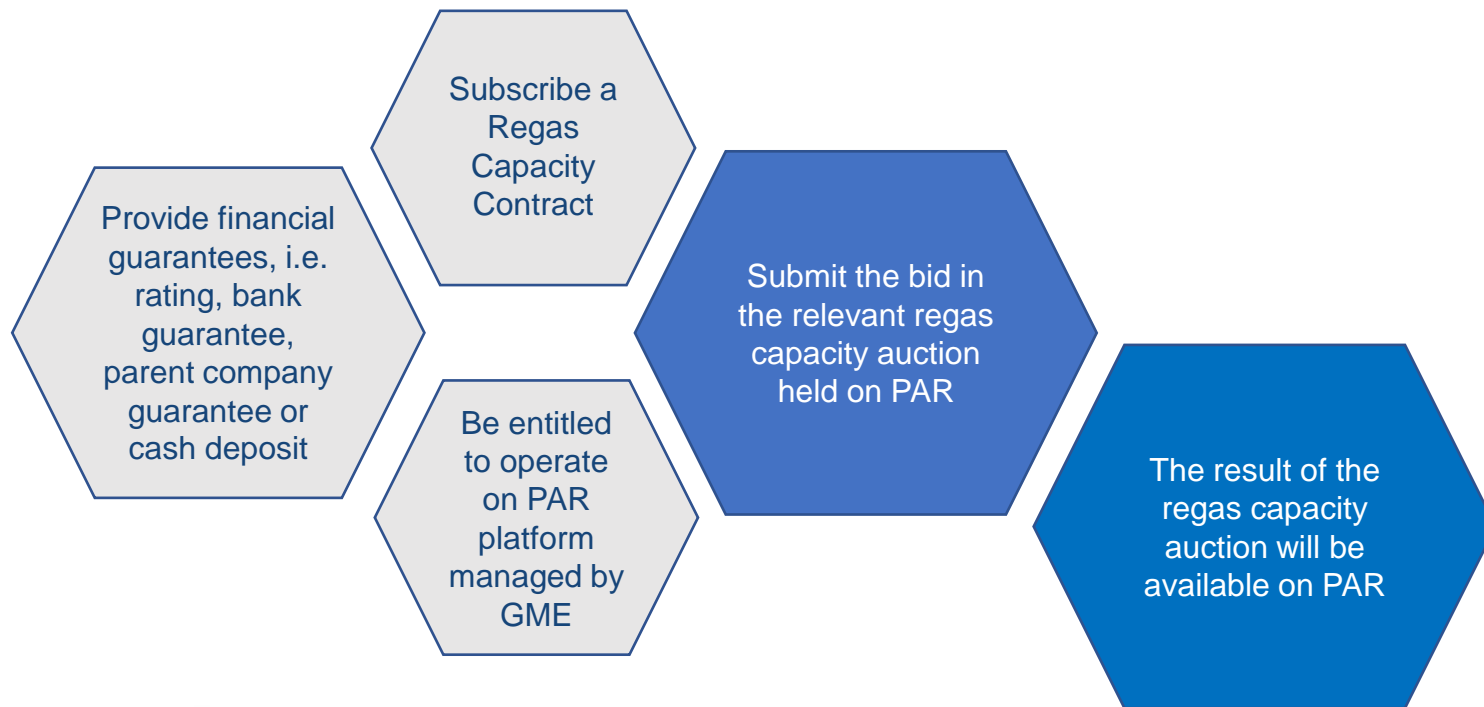 Subscribe a
Regas
Capacity
Contract
Provide financial
guarantees, i.e.
rating, bank
guarantee,
parent company
guarantee or
cash deposit
Be entitled
to operate
on PAR
platform
managed by
GME
Submit the bid in
the relevant regas
capacity auction
held on PAR
The result of the
regas capacity
auction will be
available on PAR